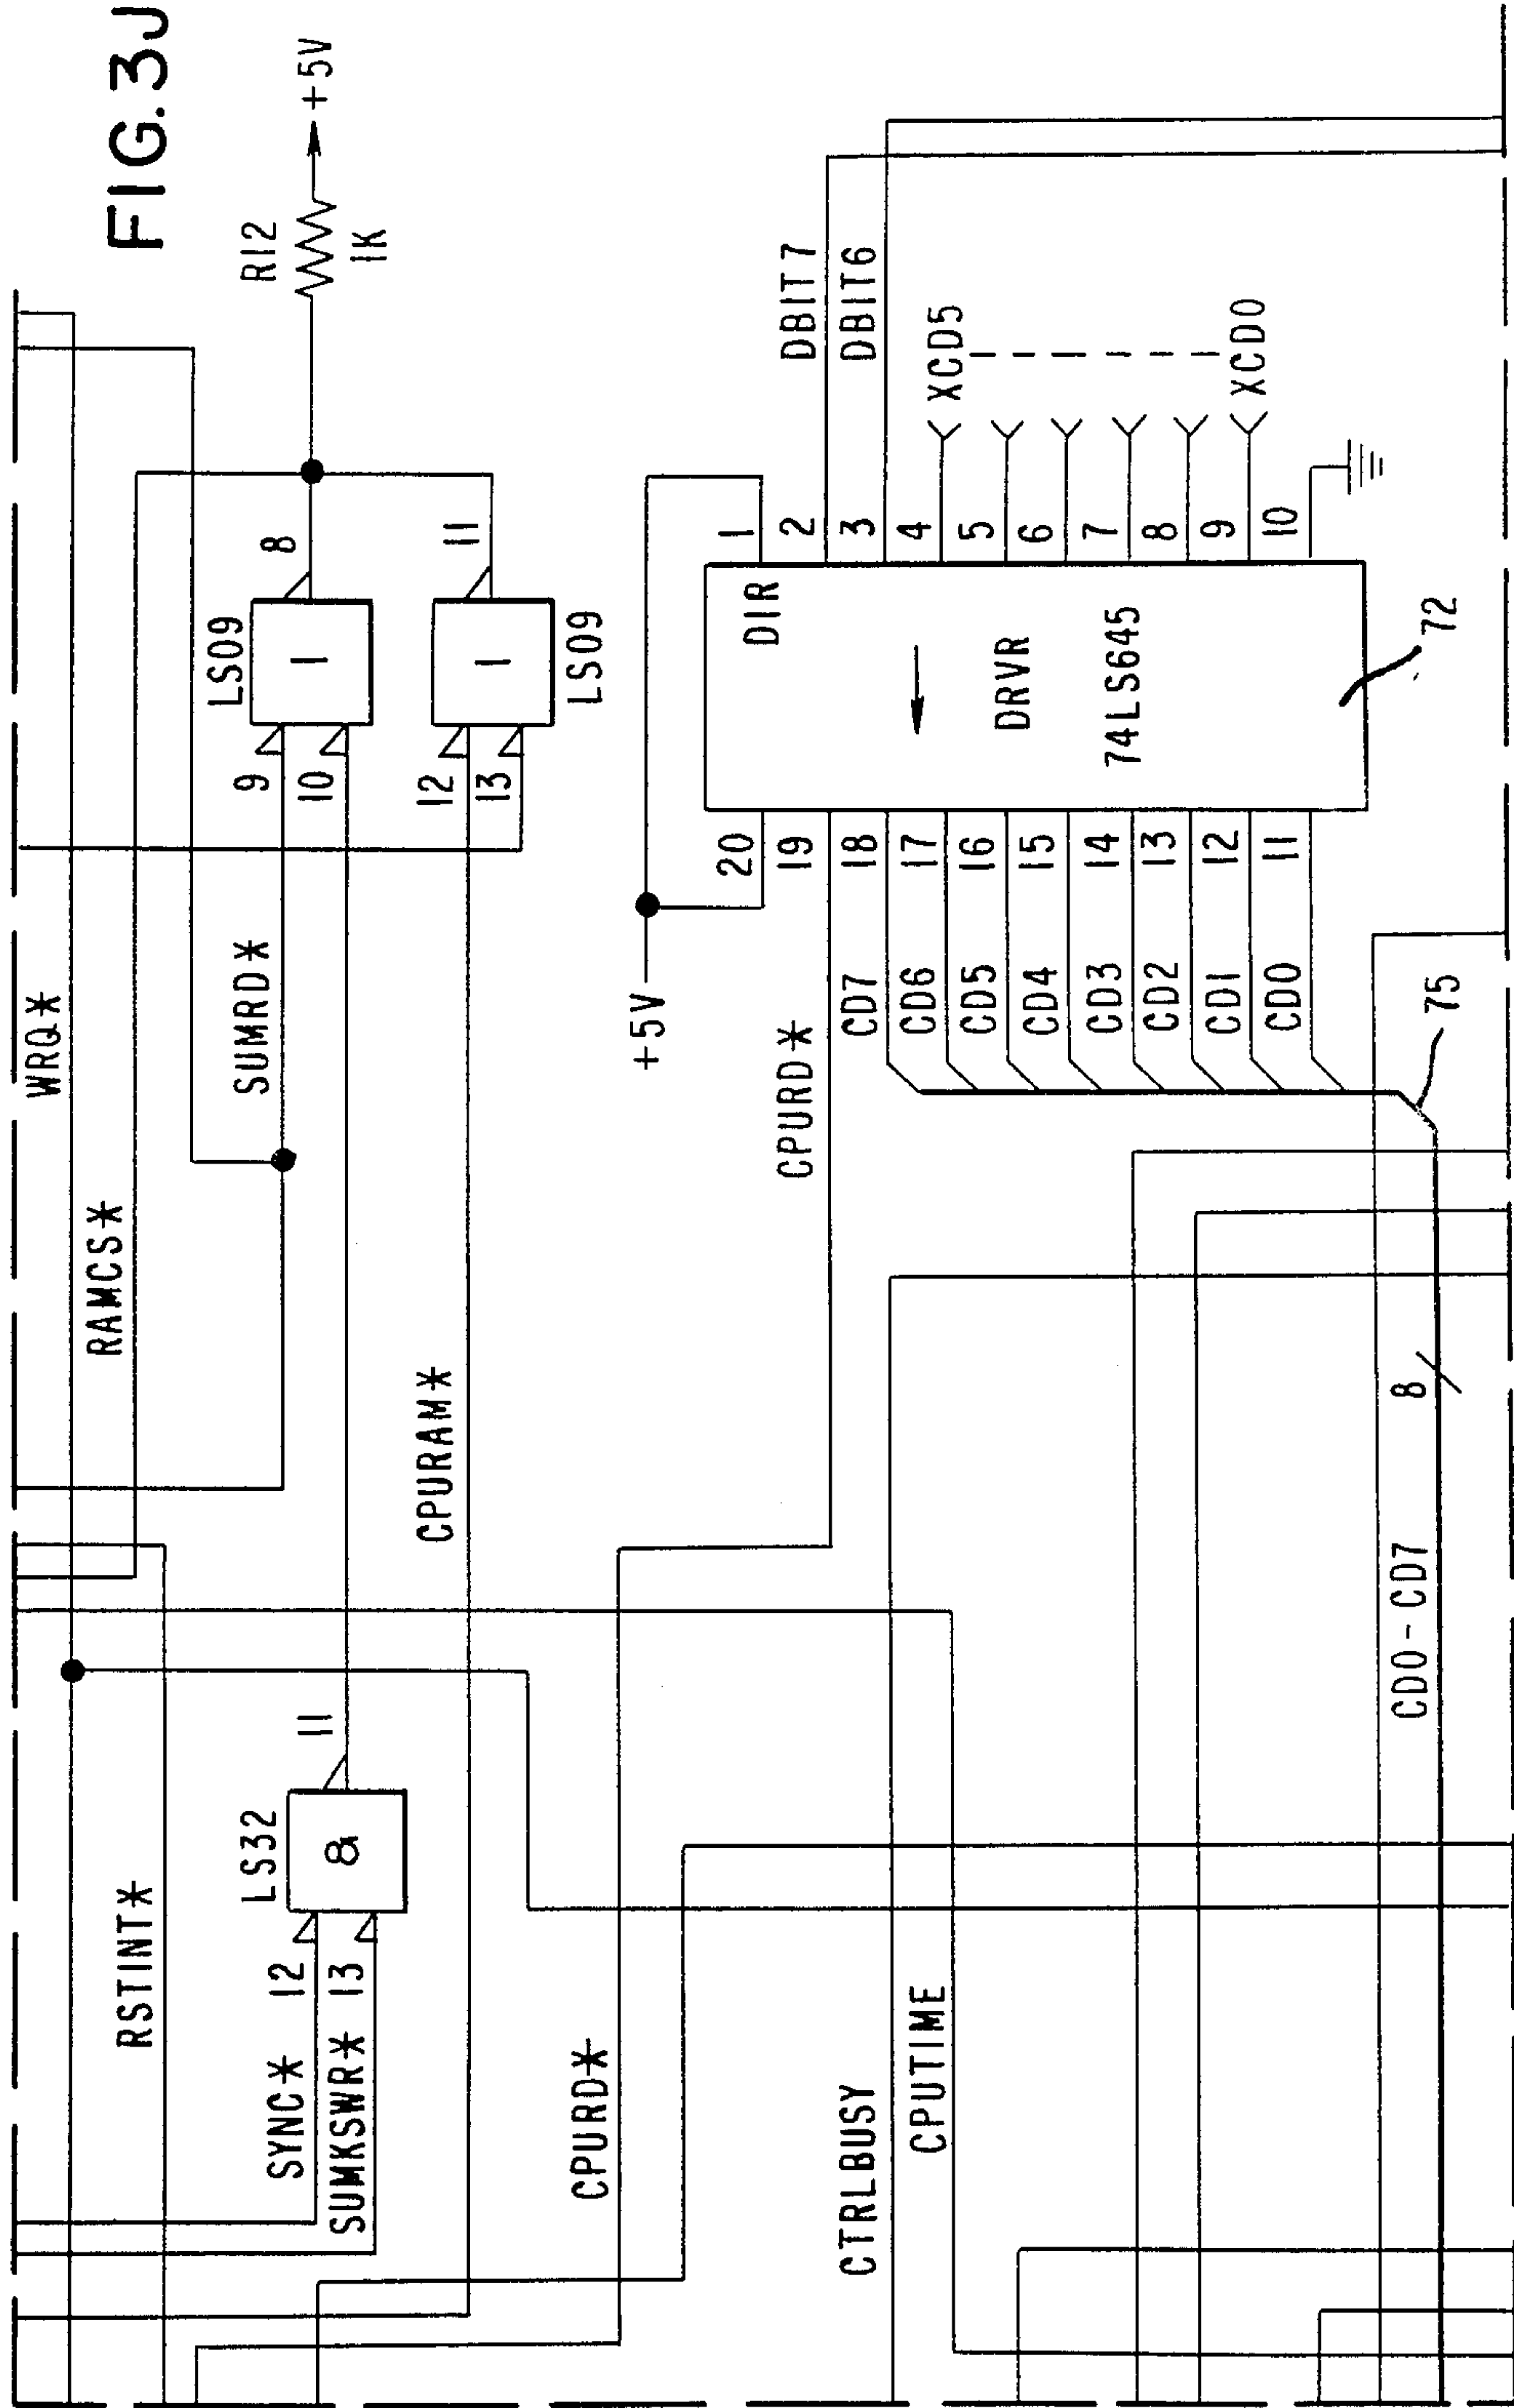 FIG.3J
WRQ*
RAMCS*
RSTINT*
R12
+5V
1K
SUMRD*
LS09
9
10
1
8
LS32
SYNC* 12
SUMKSWR* 13
&
11
CPURAM*
12
13
1
11
LS09
CPURD*
+5V
CPURD*
20
19
18
17
16
15
14
13
12
11
CD7
CD6
CD5
CD4
CD3
CD2
CD1
CD0
DIR
DRVR
74LS645
1
2
3
4
5
6
7
8
9
10
DBIT7
DBIT6
XCD5
XCD0
72
75
CTRLBUSY
CPUTIME
CD0-CD7
8